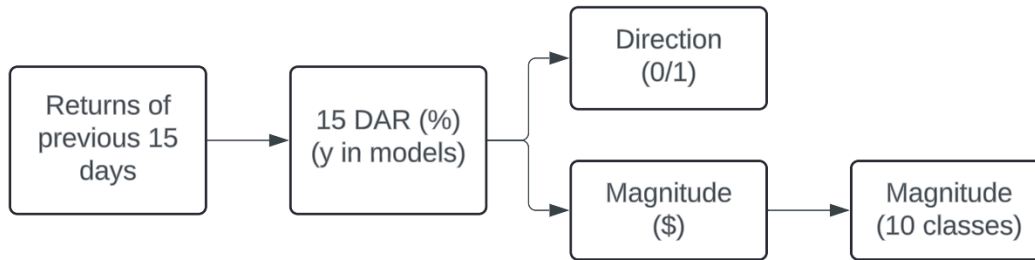 Returns of
previous 15
days
15 DAR (%)
(y in models)
Direction
(0/1)
Magnitude
($)
Magnitude
(10 classes)